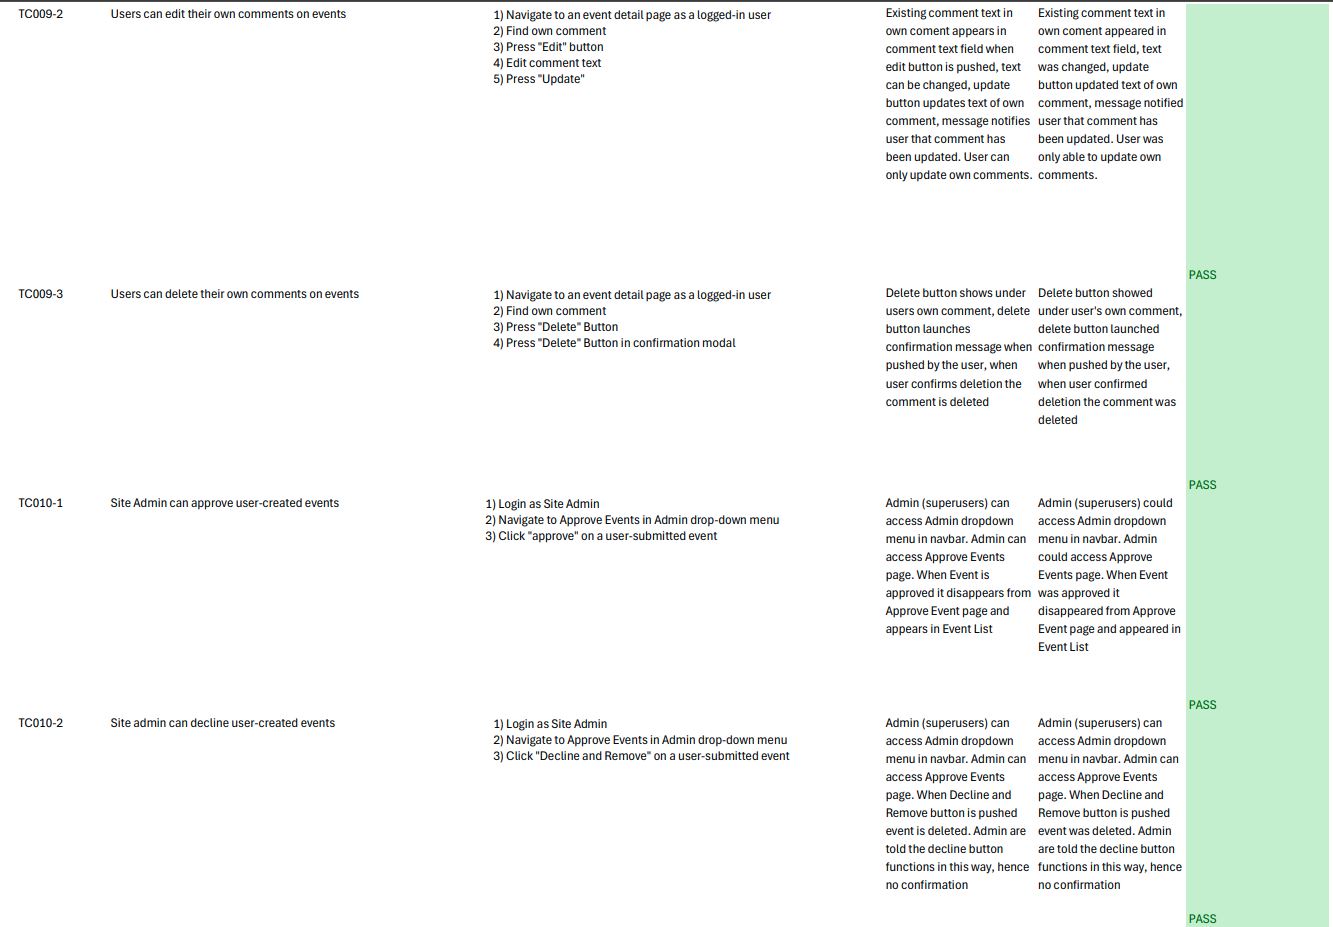 TC009-2
Users can edit their own comments on events
1) Navigate to an event detail page as a logged-in user
2) Find own comment
3) Press "Edit" button
4) Edit comment text
5) Press "Update"
Existing comment text in
own coment appears in
comment text field when
edit button is pushed, text
can be changed, update
button updates text of own
comment, message notifies
user that comment has
been updated. User can
only update own comments.
Existing comment text in
own coment appeared in
comment text field, text
was changed, update
button updated text of own
comment, message notified
user that comment has
been updated. User was
only able to update own
comments.
PASS
TC009-3
Users can delete their own comments on events
1) Navigate to an event detail page as a logged-in user
2) Find own comment
3) Press "Delete" Button
4) Press "Delete" Button in confirmation modal
Delete button shows under
users own comment, delete
button launches
confirmation message when
pushed by the user, when
user confirms deletion the
comment is deleted
Delete button showed
under user's own comment,
delete button launched
confirmation message
when pushed by the user,
when user confirmed
deletion the comment was
deleted
PASS
TC010-1
Site Admin can approve user-created events
1) Login as Site Admin
2) Navigate to Approve Events in Admin drop-down menu
3) Click "approve" on a user-submitted event
Admin (superusers) can
access Admin dropdown
menu in navbar. Admin can
access Approve Events
page. When Event is
approved it disappears from
Approve Event page and
appears in Event List
Admin (superusers) could
access Admin dropdown
menu in navbar. Admin
could access Approve
Events page. When Event
was approved it
disappeared from Approve
Event page and appeared in
Event List
PASS
TC010-2
Site admin can decline user-created events
1) Login as Site Admin
2) Navigate to Approve Events in Admin drop-down menu
3) Click "Decline and Remove" on a user-submitted event
Admin (superusers) can
access Admin dropdown
menu in navbar. Admin can
access Approve Events
page. When Decline and
Remove button is pushed
event is deleted. Admin are
told the decline button
functions in this way, hence
no confirmation
Admin (superusers) can
access Admin dropdown
menu in navbar. Admin can
access Approve Events
page. When Decline and
Remove button is pushed
event was deleted. Admin
are told the decline button
functions in this way, hence
no confirmation
PASS